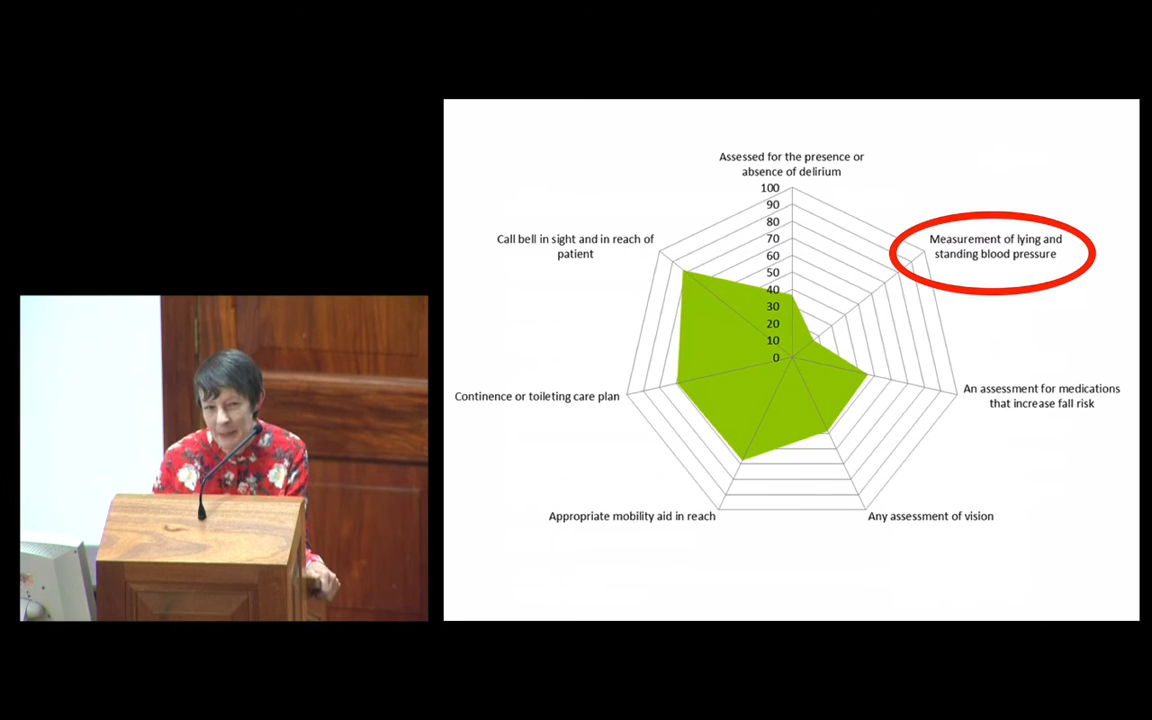 Assessed for the presence or
absence of delirium
100
90
80
70
60
50
40
30
20
10
0
Call bell in sight and in reach of
patient
Measurement of lying and
standing blood pressure
Continence or toileting care plan
An assessment for medications
that increase fall risk
Appropriate mobility aid in reach
Any assessment of vision